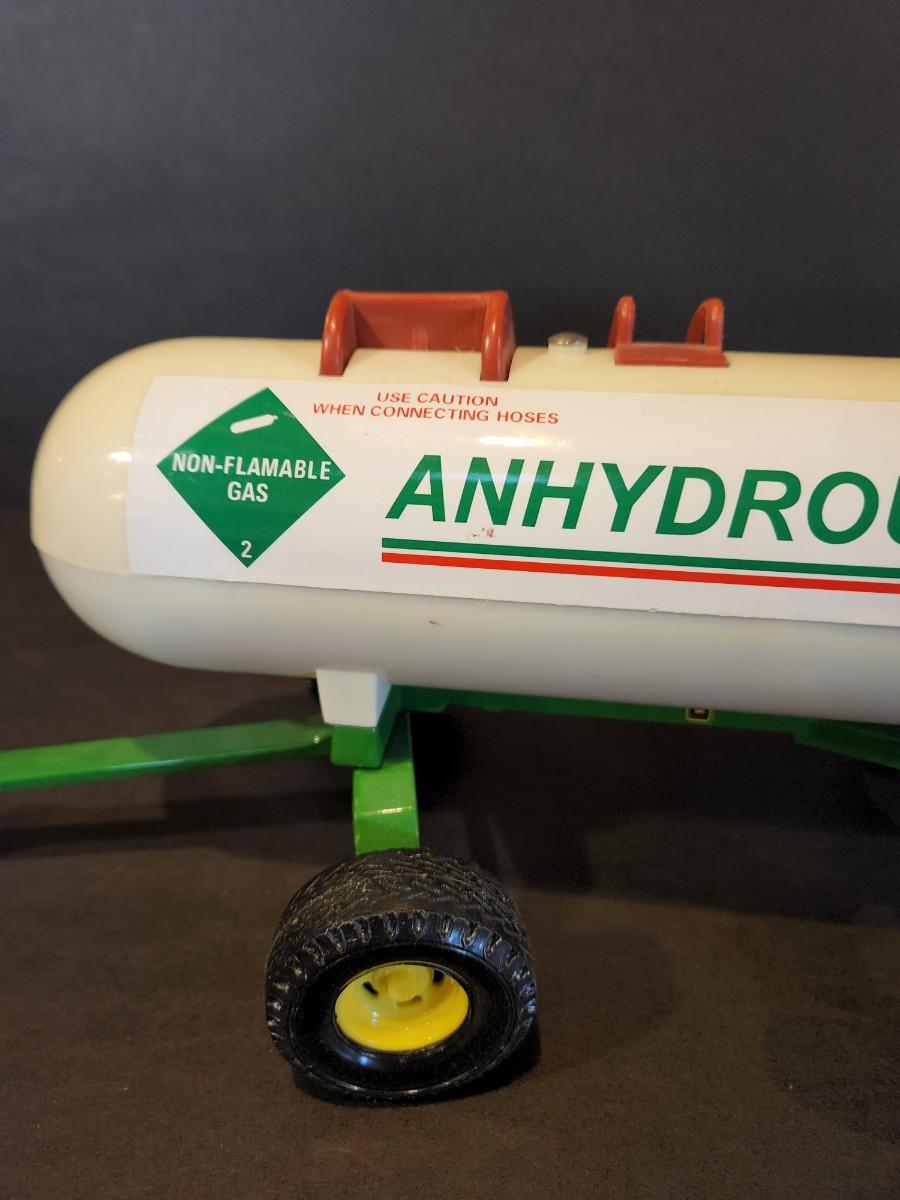 USE CAUTION
WHEN CONNECTING HOSES
NON-FLAMABLE
GAS
2
ANHYDROU